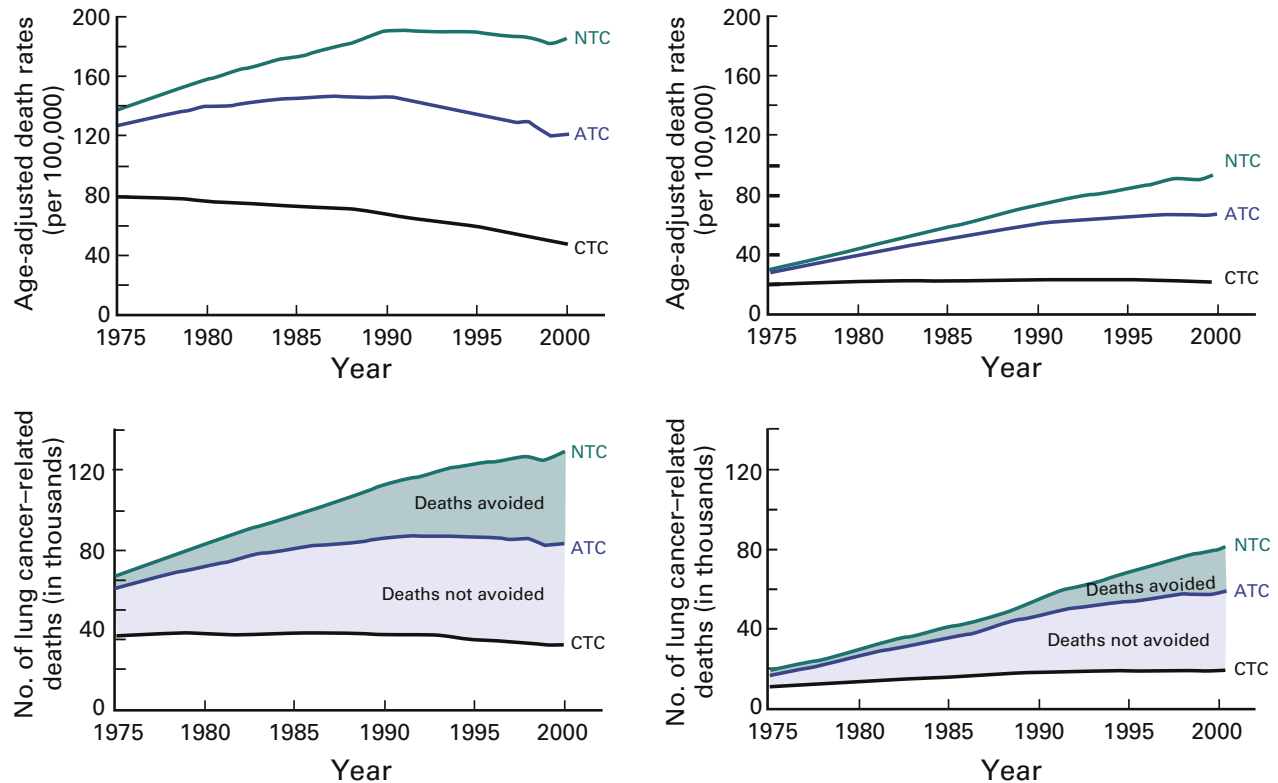 Age-adjusted death rates
(per 100,000)
200
160
120
80
40
0
NTC
ATC
CTC
1975 1980 1985 1990 1995 2000
Year
Age-adjusted death rates
(per 100,000)
200
160
120
80
40
0
NTC
ATC
CTC
1975 1980 1985 1990 1995 2000
Year
No. of lung cancer–related
deaths (in thousands)
120
80
40
0
NTC
Deaths avoided
ATC
Deaths not avoided
CTC
1975 1980 1985 1990 1995 2000
Year
No. of lung cancer–related
deaths (in thousands)
120
80
40
0
NTC
Deaths avoided
ATC
Deaths not avoided
CTC
1975 1980 1985 1990 1995 2000
Year